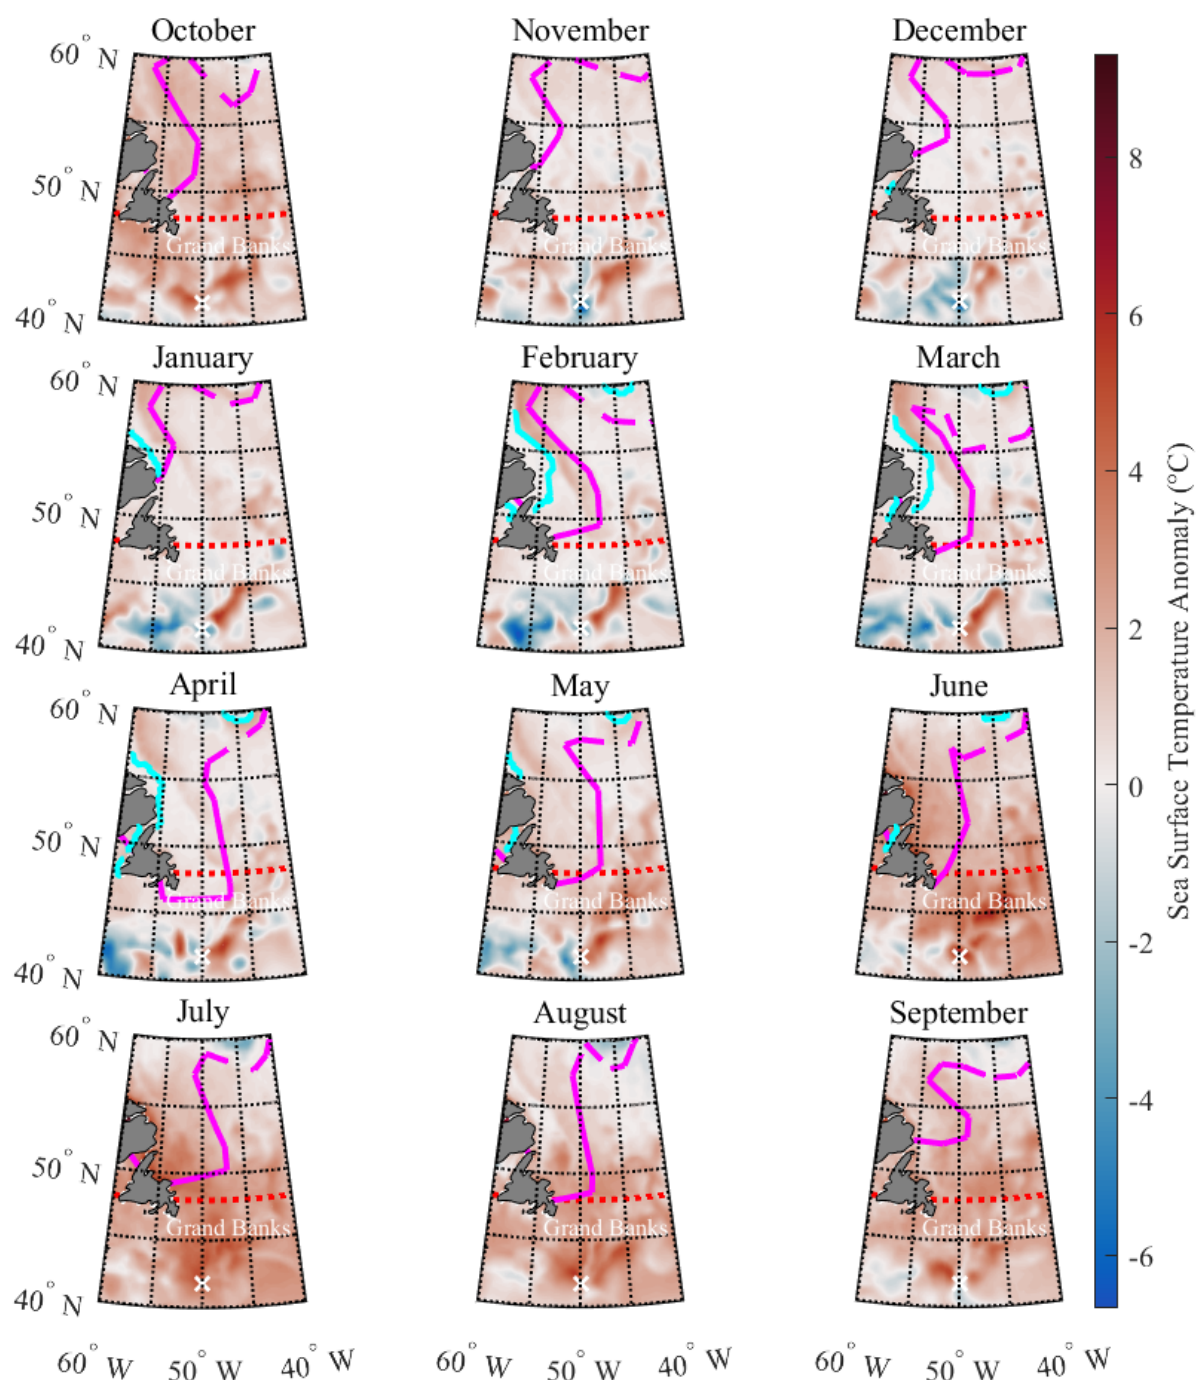 October
November
December
60° N
50° N
40° N
Grand Banks
Grand Banks
Grand Banks
January
February
March
60° N
50° N
40° N
Grand Banks
Grand Banks
Grand Banks
April
May
June
60° N
50° N
40° N
Grand Banks
Grand Banks
Grand Banks
July
August
September
60° N
50° N
40° N
Grand Banks
Grand Banks
Grand Banks
60° W
50° W
40° W
60° W
50° W
40° W
60° W
50° W
40° W
8
6
4
2
0
-2
-4
-6
Sea Surface Temperature Anomaly (°C)